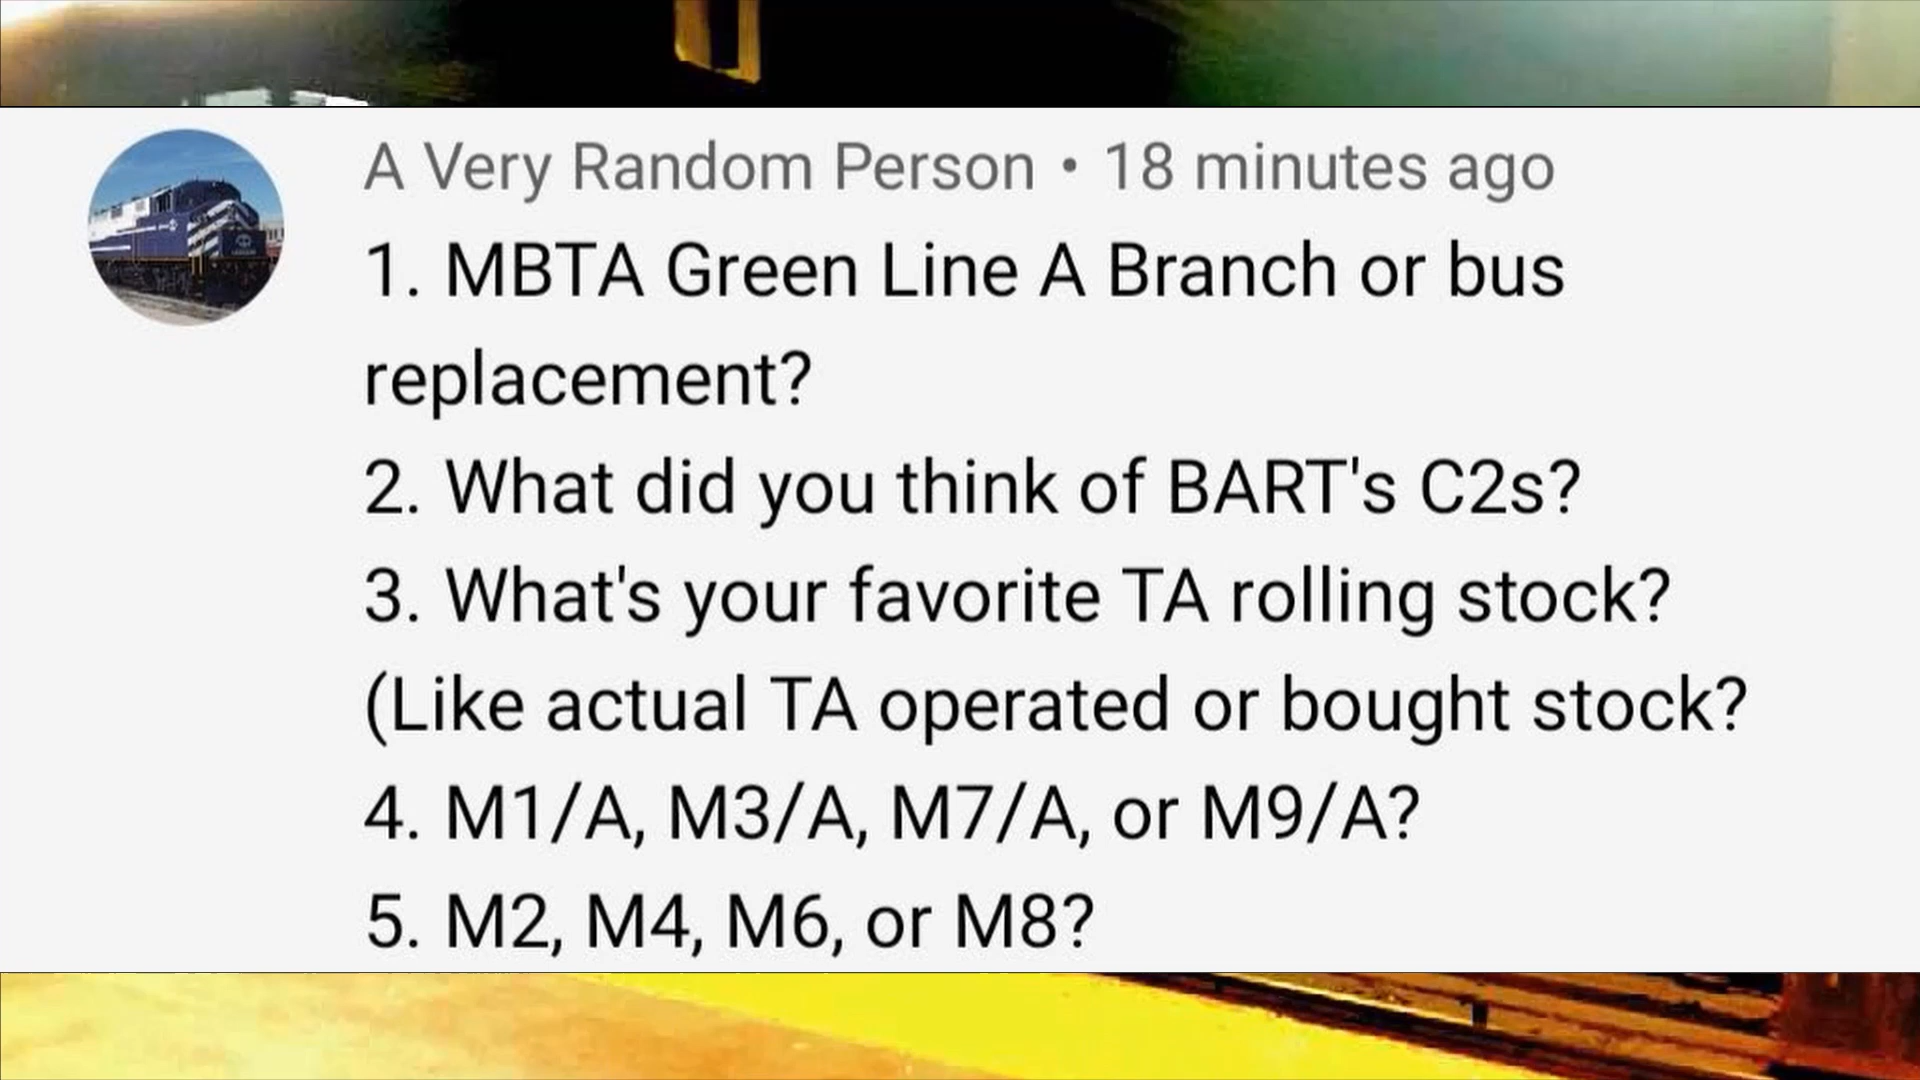 A Very Random Person • 18 minutes ago
1. MBTA Green Line A Branch or bus
replacement?
2. What did you think of BART's C2s?
3. What's your favorite TA rolling stock?
(Like actual TA operated or bought stock?
4. M1/A, M3/A, M7/A, or M9/A?
5. M2, M4, M6, or M8?